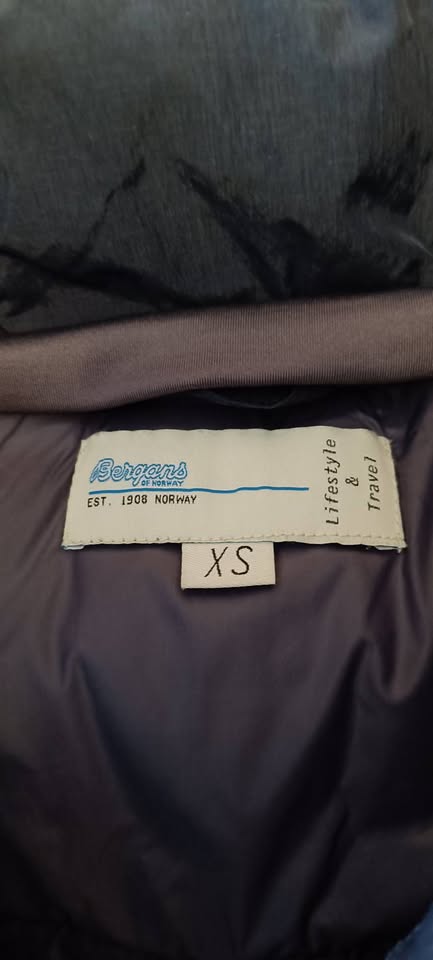 Bergans
OF NORWAY
EST. 1908 NORWAY
Lifestyle
&
Travel
XS